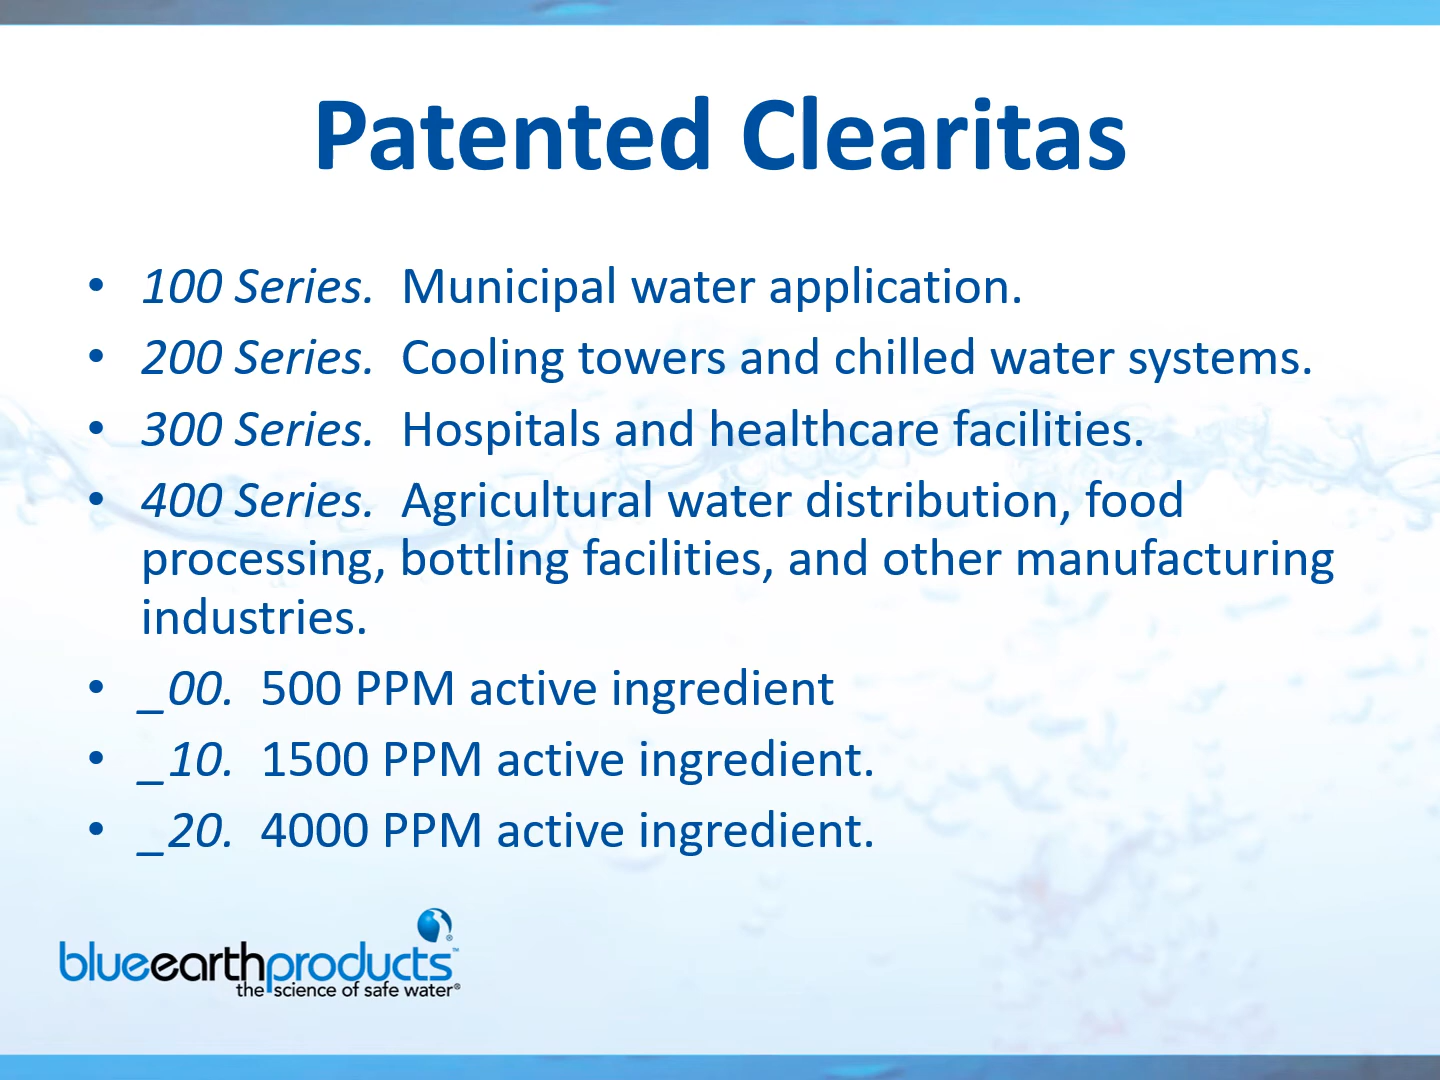 Patented Clearitas
• 100 Series.  Municipal water application.
• 200 Series.  Cooling towers and chilled water systems.
• 300 Series.  Hospitals and healthcare facilities.
• 400 Series.  Agricultural water distribution, food
processing, bottling facilities, and other manufacturing
industries.
• _00.  500 PPM active ingredient
• _10.  1500 PPM active ingredient.
• _20.  4000 PPM active ingredient.
blueearthproducts™
the science of safe water®